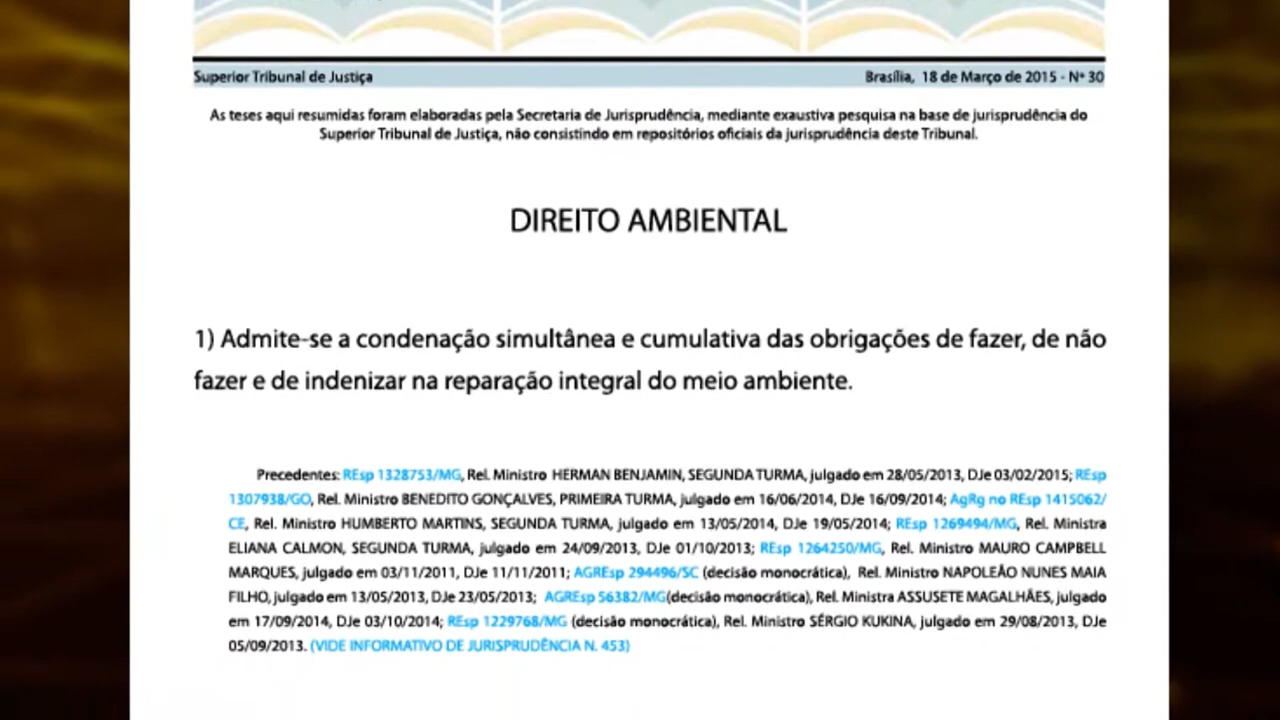 Superior Tribunal de Justiça Brasília, 18 de Março de 2015 - Nº 30
As teses aqui resumidas foram elaboradas pela Secretaria de Jurisprudência, mediante exaustiva pesquisa na base de jurisprudência do
Superior Tribunal de Justiça, não consistindo em repositórios oficiais da jurisprudência deste Tribunal.
DIREITO AMBIENTAL
1) Admite-se a condenação simultânea e cumulativa das obrigações de fazer, de não
fazer e de indenizar na reparação integral do meio ambiente.
Precedentes: REsp 1328753/MG, Rel. Ministro HERMAN BENJAMIN, SEGUNDA TURMA, julgado em 28/05/2013, DJe 03/02/2015; REsp
1307938/GO, Rel. Ministro BENEDITO GONÇALVES, PRIMEIRA TURMA, julgado em 16/06/2014, DJe 16/09/2014; AgRg no REsp 1415062/
CE, Rel. Ministro HUMBERTO MARTINS, SEGUNDA TURMA, julgado em 13/05/2014, DJe 19/05/2014; REsp 1269494/MG, Rel. Ministra
ELIANA CALMON, SEGUNDA TURMA, julgado em 24/09/2013, DJe 01/10/2013; REsp 1264250/MG, Rel. Ministro MAURO CAMPBELL
MARQUES, julgado em 03/11/2011, DJe 11/11/2011; AGREsp 294496/SC (decisão monocrática), Rel. Ministro NAPOLEÃO NUNES MAIA
FILHO, julgado em 13/05/2013, DJe 23/05/2013; AGREsp 56382/MG(decisão monocrática), Rel. Ministra ASSUSETE MAGALHÃES, julgado
em 17/09/2014, DJe 03/10/2014; REsp 1229768/MG (decisão monocrática), Rel. Ministro SÉRGIO KUKINA, julgado em 29/08/2013, DJe
05/09/2013. (VIDE INFORMATIVO DE JURISPRUDÊNCIA N. 453)